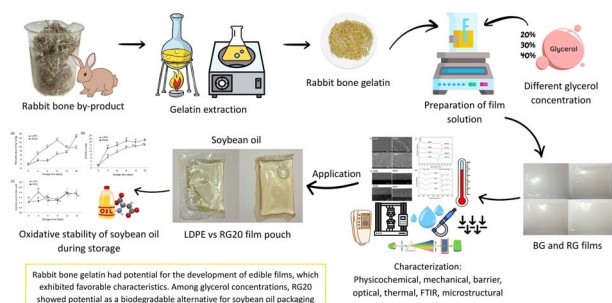 20%
30%
40%
Glycerol
Rabbit bone by-product
Gelatin extraction
Rabbit bone gelatin
Preparation of film
solution
Different glycerol
concentration
Soybean oil
Application
OIL
LDPE vs RG20 film pouch
Oxidative stability of soybean oil
during storage
BG and RG films
Characterization:
Physicochemical, mechanical, barrier,
optical, thermal, FTIR, microstructural
Rabbit bone gelatin had potential for the development of edible films, which
exhibited favorable characteristics. Among glycerol concentrations, RG20
showed potential as a biodegradable alternative for soybean oil packaging